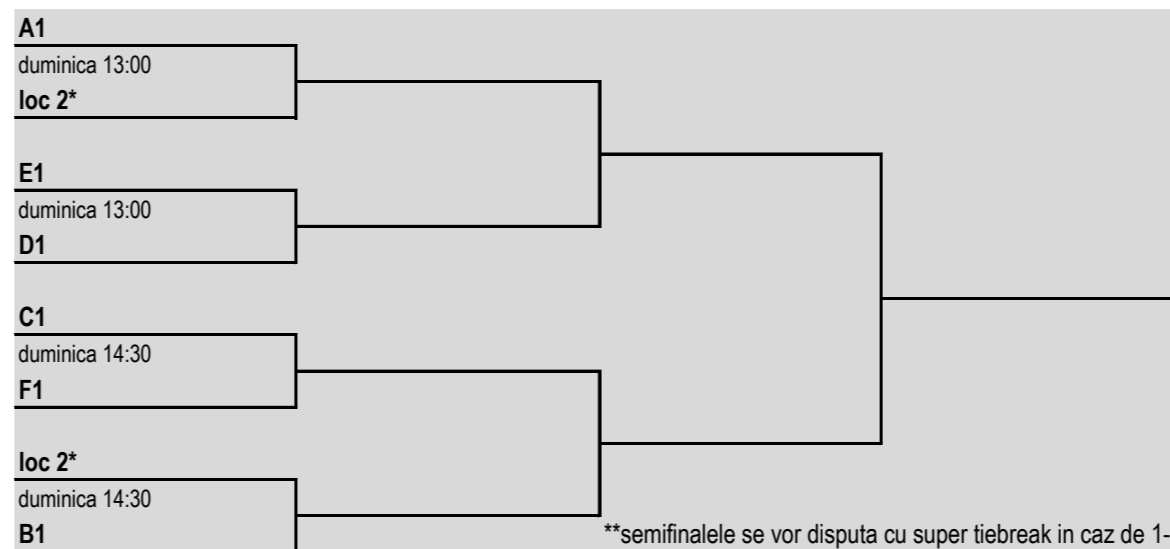 A1
duminica 13:00
loc 2*
E1
duminica 13:00
D1
C1
duminica 14:30
F1
loc 2*
duminica 14:30
B1
**semifinalele se vor disputa cu super tiebreak in caz de 1-